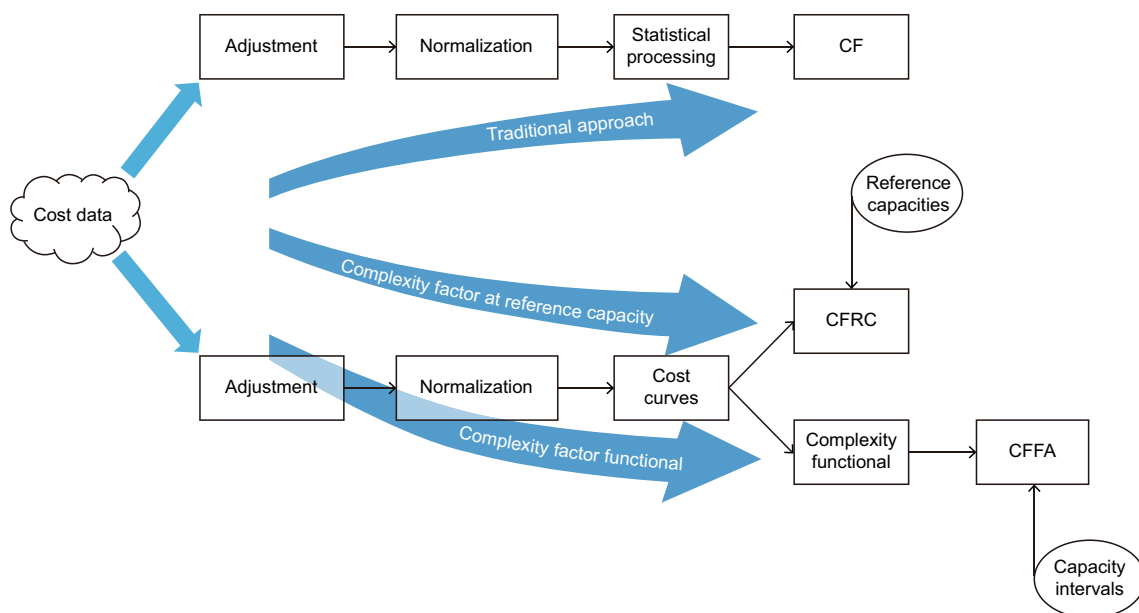 Adjustment
Normalization
Statistical
processing
CF
Traditional approach
Reference
capacities
Cost data
Complexity factor at reference capacity
CFRC
Adjustment
Normalization
Cost
curves
Complexity factor functional
Complexity
functional
CFFA
Capacity
intervals